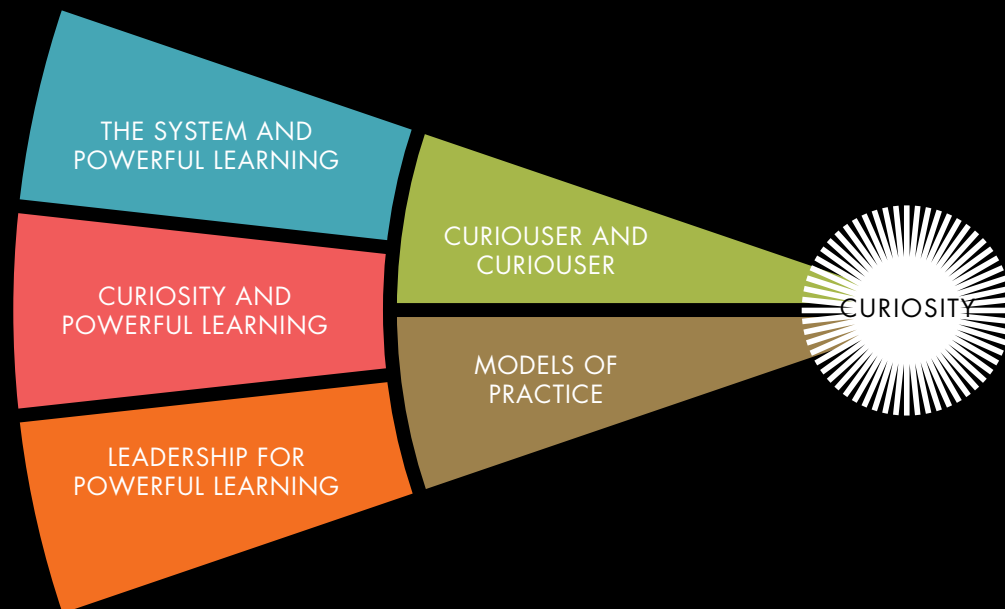 THE SYSTEM AND
POWERFUL LEARNING
CURIOSITY AND
POWERFUL LEARNING
LEADERSHIP FOR
POWERFUL LEARNING
CURIOUSER AND
CURIOUSER
MODELS OF
PRACTICE
CURIOSITY